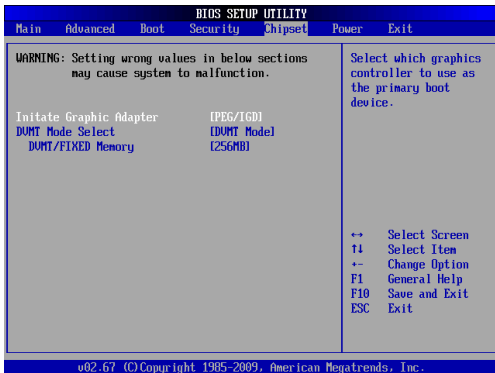 BIOS SETUP UTILITY
Main Advanced Boot Security Chipset Power Exit
WARNING: Setting wrong values in below sections
may cause system to malfunction.
Initate Graphic Adapter [PEG/IGD]
DVMT Mode Select [DVMT Mode]
DVMT/FIXED Memory [256MB]
Select which graphics
controller to use as
the primary boot
device.
↔ Select Screen
↑↓ Select Item
+- Change Option
F1 General Help
F10 Save and Exit
ESC Exit
v02.67 (C)Copyright 1985-2009, American Megatrends, Inc.